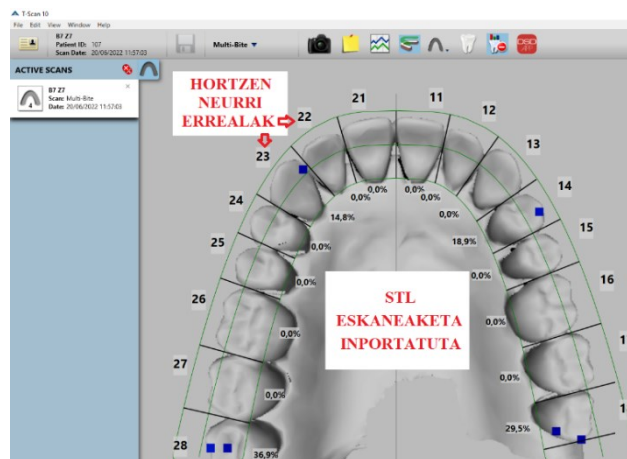 T-Scan 10
File Edit View Window Help
B7 Z7
Patient ID: 107
Scan Date: 20/06/2022 11:57:03
Multi-Bite
DSD
ACTIVE SCANS
B7 Z7
Scan: Multi-Bite
Date: 20/06/2022 11:57:03
4
HORTZEN
NEURRI
ERREALAK
22
23
21
11
12
13
14
15
16
24
25
26
27
28
0,0%
0,0%
0,0%
0,0%
0,0%
14,8%
0,0%
18,9%
0,0%
0,0%
0,0%
0,0%
0,0%
0,0%
29,5%
36,9%
STL
ESKANEAKETA
INPORTATUTA